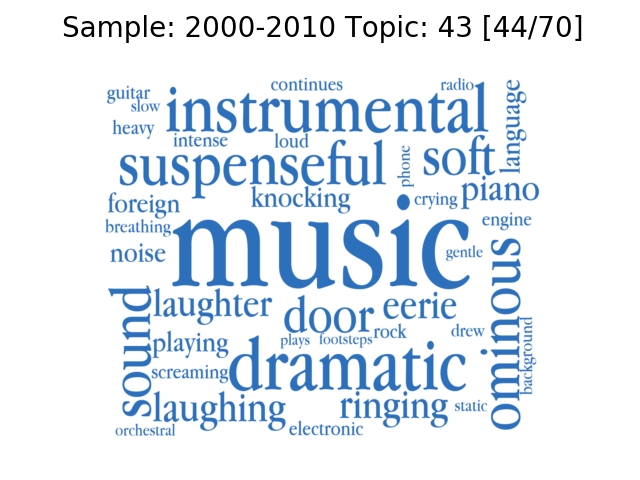 Sample: 2000-2010 Topic: 43 [44/70]
guitar
continues
radio
slow
instrumental
language
heavy
intense
loud
suspenseful
phone
soft
knocking
crying
piano
foreign
breathing
music
engine
noise
gentle
ominous
sound
laughter
door
eerie
playing
plays
footsteps
rock
drew
background
screaming
dramatic
laughing
ringing
static
orchestral
electronic